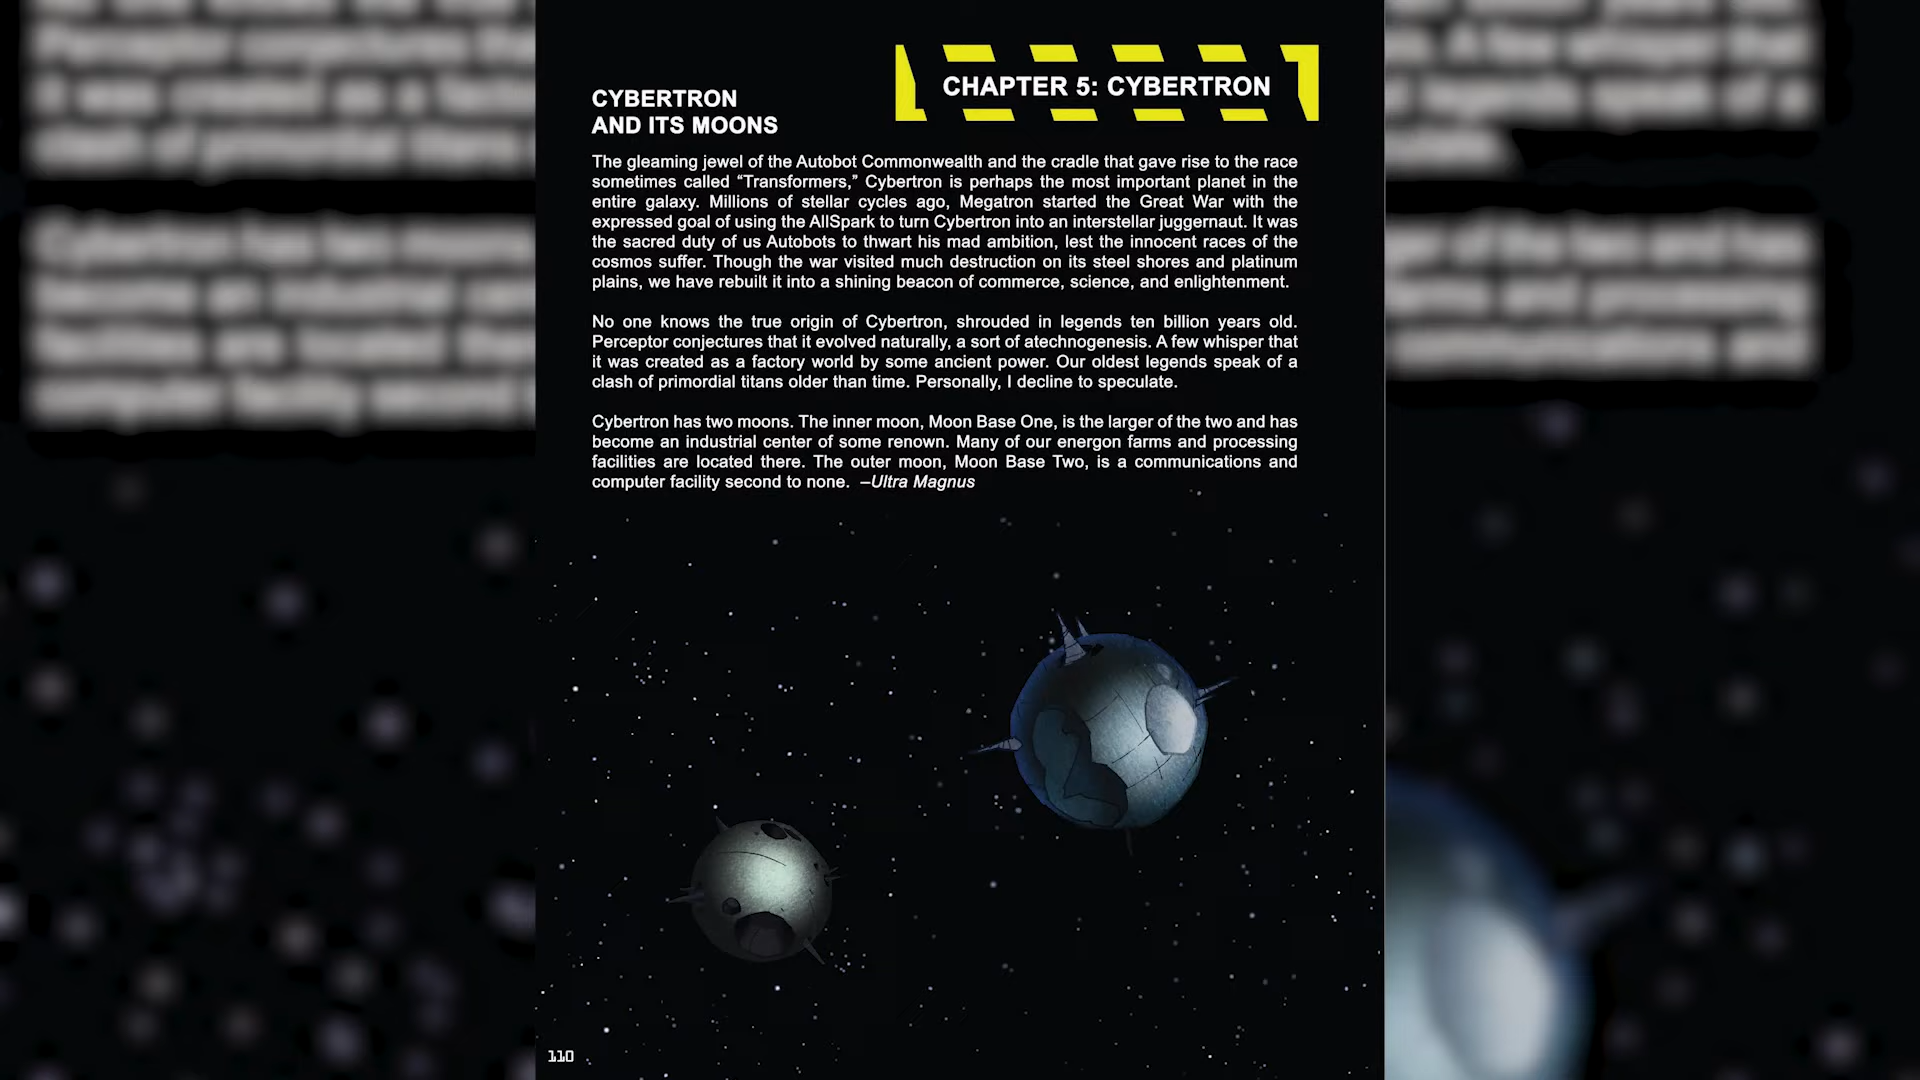 CHAPTER 5: CYBERTRON
CYBERTRON
AND ITS MOONS
The gleaming jewel of the Autobot Commonwealth and the cradle that gave rise to the race
sometimes called “Transformers,” Cybertron is perhaps the most important planet in the
entire galaxy. Millions of stellar cycles ago, Megatron started the Great War with the
expressed goal of using the AllSpark to turn Cybertron into an interstellar juggernaut. It was
the sacred duty of us Autobots to thwart his mad ambition, lest the innocent races of the
cosmos suffer. Though the war visited much destruction on its steel shores and platinum
plains, we have rebuilt it into a shining beacon of commerce, science, and enlightenment.
No one knows the true origin of Cybertron, shrouded in legends ten billion years old.
Perceptor conjectures that it evolved naturally, a sort of atechnogenesis. A few whisper that
it was created as a factory world by some ancient power. Our oldest legends speak of a
clash of primordial titans older than time. Personally, I decline to speculate.
Cybertron has two moons. The inner moon, Moon Base One, is the larger of the two and has
become an industrial center of some renown. Many of our energon farms and processing
facilities are located there. The outer moon, Moon Base Two, is a communications and
computer facility second to none. –Ultra Magnus
110